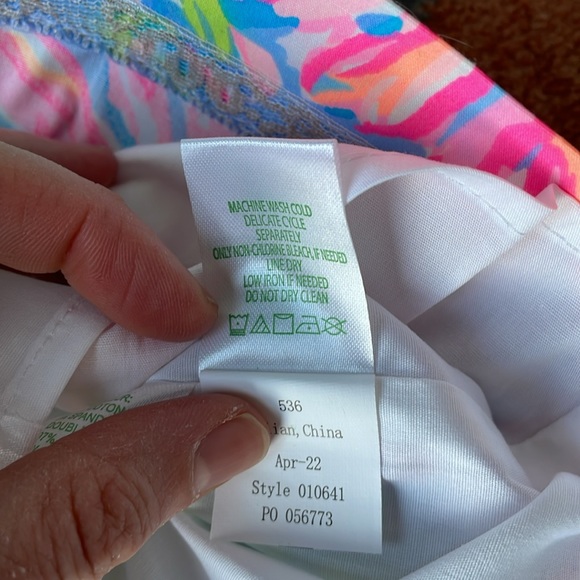 MACHINE WASH COLD
DELICATE CYCLE
SEPARATELY
ONLY NON-CHLORINE BLEACH, IF NEEDED
LINE DRY
LOW IRON IF NEEDED
DO NOT DRY CLEAN
536
ian,China
Apr-22
Style 010641
PO 056773